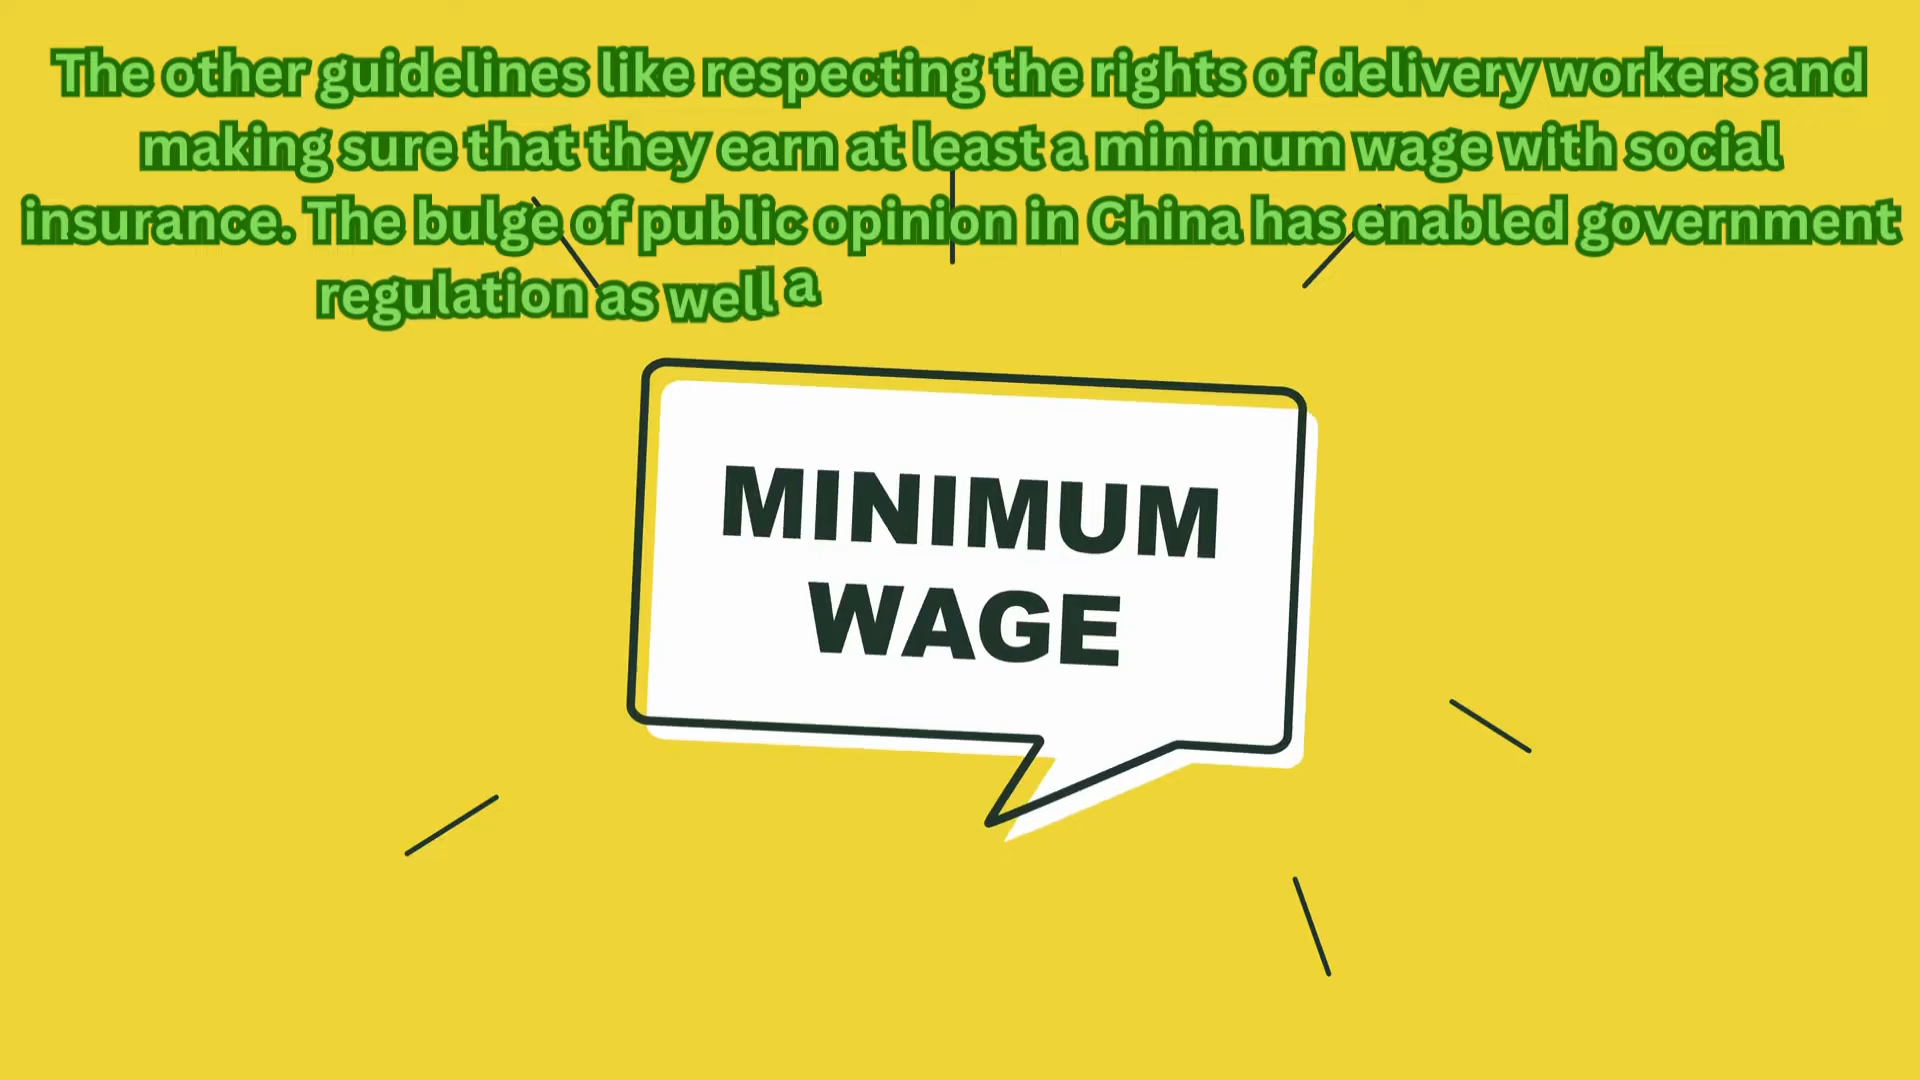 The other guidelines like respecting the rights of delivery workers and
making sure that they earn at least a minimum wage with social
insurance. The bulge of public opinion in China has enabled government
regulation as well a
MINIMUM
WAGE